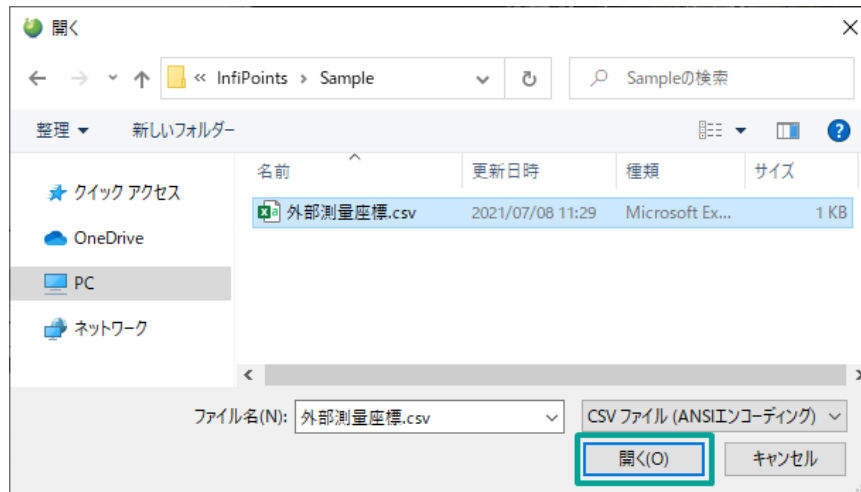 開く
« InfiPoints › Sample
Sampleの検索
整理 新しいフォルダー
名前 更新日時 種類 サイズ
クイック アクセス
外部測量座標.csv 2021/07/08 11:29 Microsoft Ex... 1 KB
OneDrive
PC
ネットワーク
ファイル名(N): 外部測量座標.csv CSV ファイル (ANSIエンコーディング)
開く(O) キャンセル